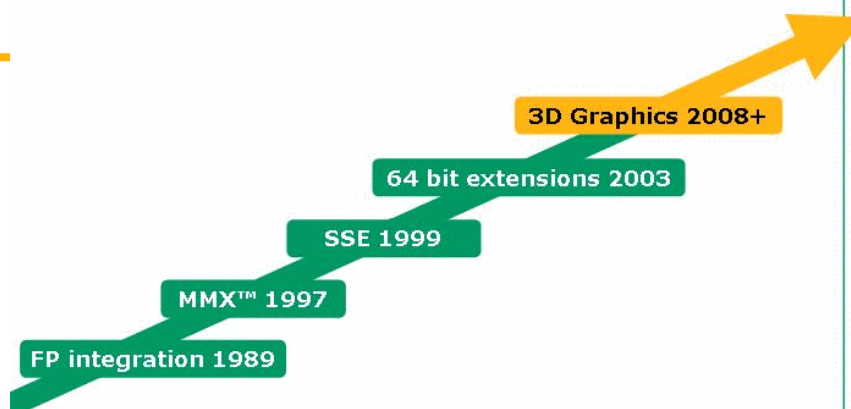 3D Graphics 2008+
64 bit extensions 2003
SSE 1999
MMX™ 1997
FP integration 1989